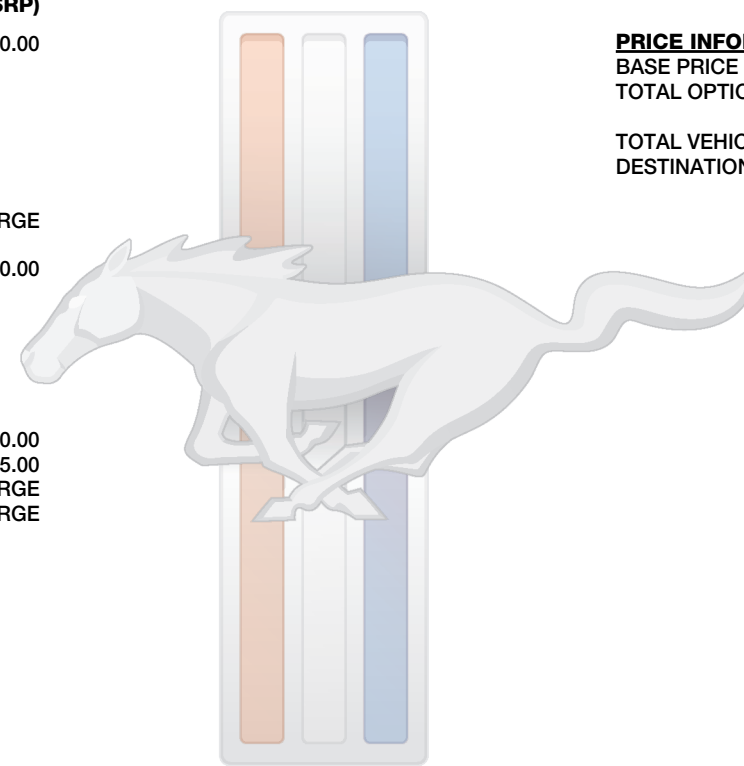 SRP)
0.00
RGE
0.00
0.00
5.00
RGE
RGE
PRICE INFO
BASE PRICE
TOTAL OPTIO
TOTAL VEHIC
DESTINATION